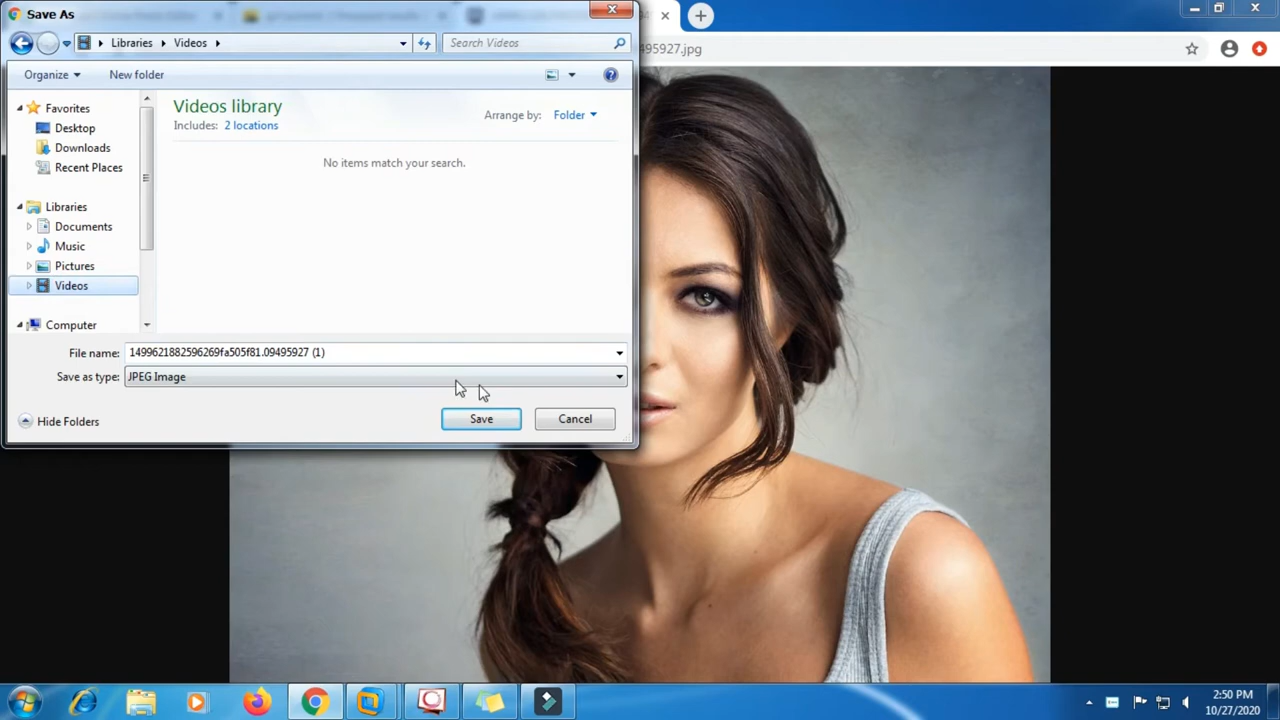 Save As
Libraries Videos
Search Videos
495927.jpg
Organize
New folder
Favorites
Desktop
Downloads
Recent Places
Libraries
Documents
Music
Pictures
Videos
Computer
Videos library
Includes: 2 locations
Arrange by: Folder
No items match your search.
File name: 1499621882596269fa505f81.09495927 (1)
Save as type: JPEG Image
Hide Folders
Save
Cancel
2:50 PM
10/27/2020